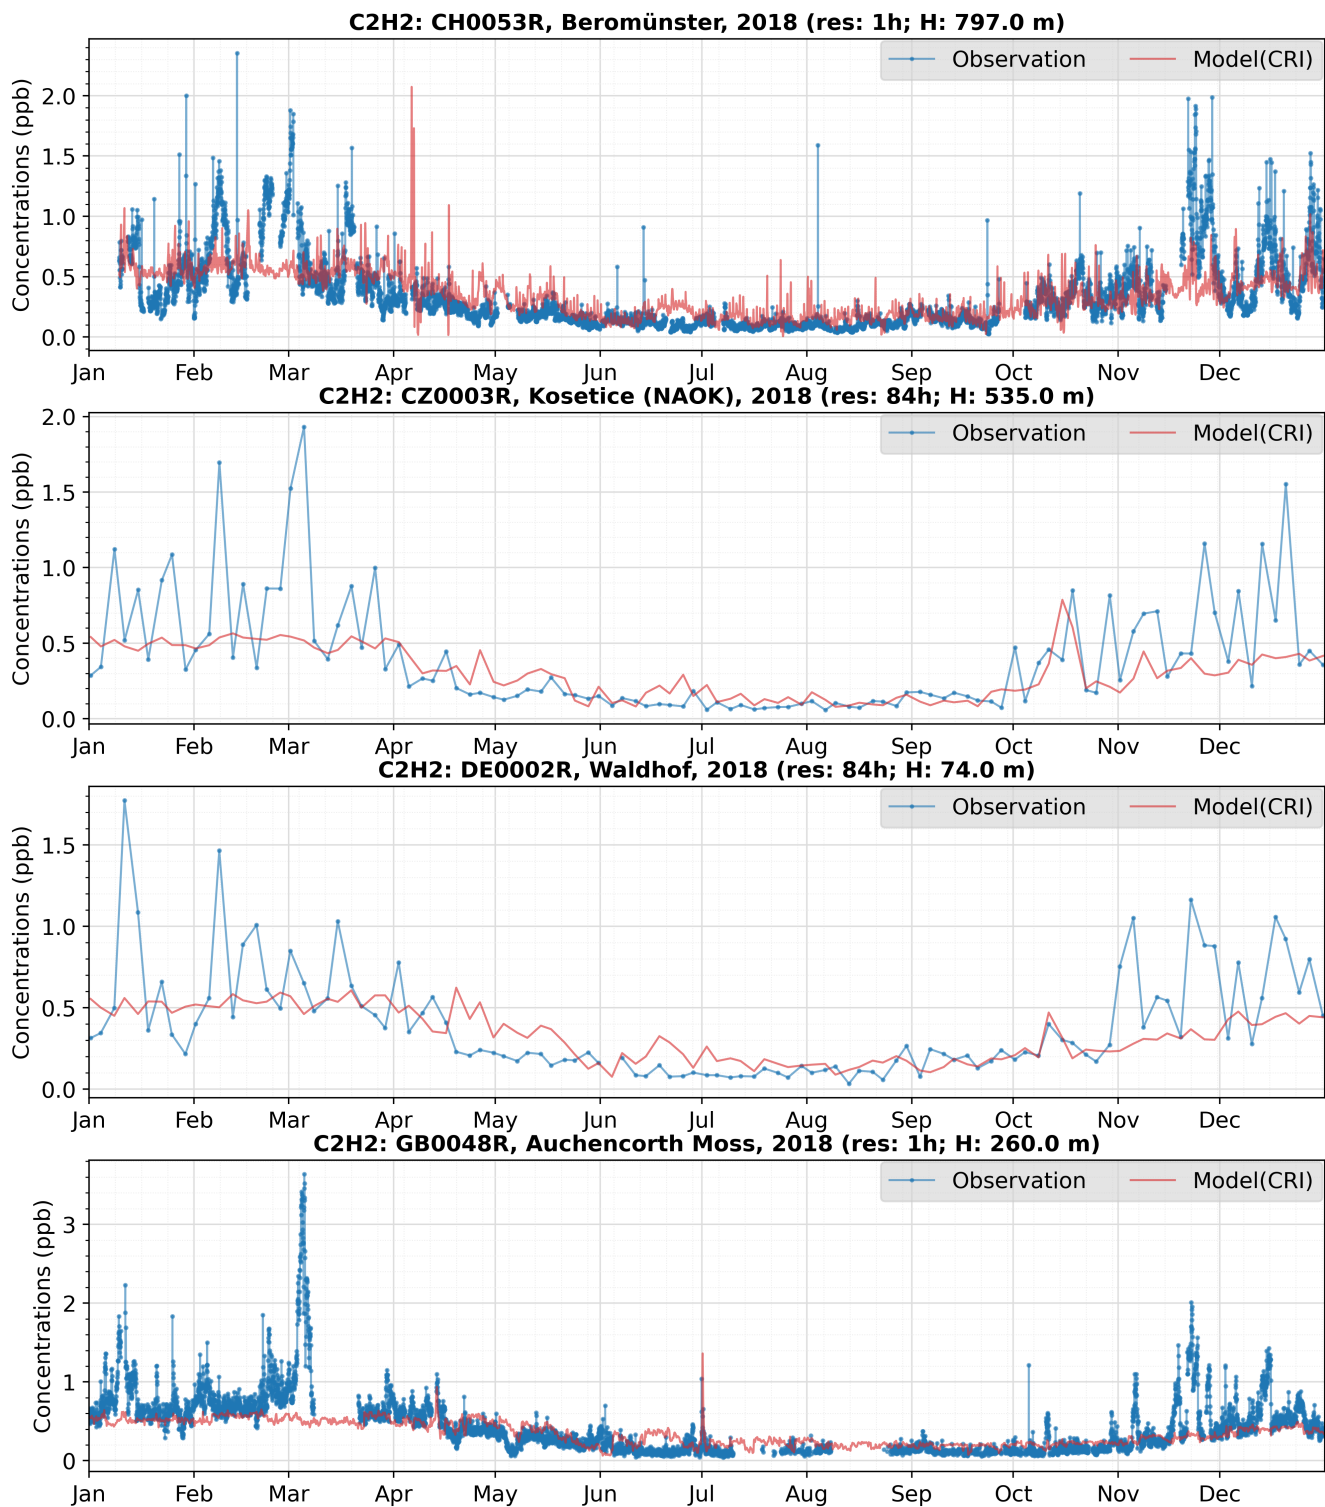 C2H2: CH0053R, Beromünster, 2018 (res: 1h; H: 797.0 m)
Observation Model(CRI)
Concentrations (ppb)
2.0
1.5
1.0
0.5
0.0
Jan Feb Mar Apr May Jun Jul Aug Sep Oct Nov Dec
C2H2: CZ0003R, Kosetice (NAOK), 2018 (res: 84h; H: 535.0 m)
Observation Model(CRI)
Concentrations (ppb)
2.0
1.5
1.0
0.5
0.0
Jan Feb Mar Apr May Jun Jul Aug Sep Oct Nov Dec
C2H2: DE0002R, Waldhof, 2018 (res: 84h; H: 74.0 m)
Observation Model(CRI)
Concentrations (ppb)
1.5
1.0
0.5
0.0
Jan Feb Mar Apr May Jun Jul Aug Sep Oct Nov Dec
C2H2: GB0048R, Auchencorth Moss, 2018 (res: 1h; H: 260.0 m)
Observation Model(CRI)
Concentrations (ppb)
3
2
1
0
Jan Feb Mar Apr May Jun Jul Aug Sep Oct Nov Dec